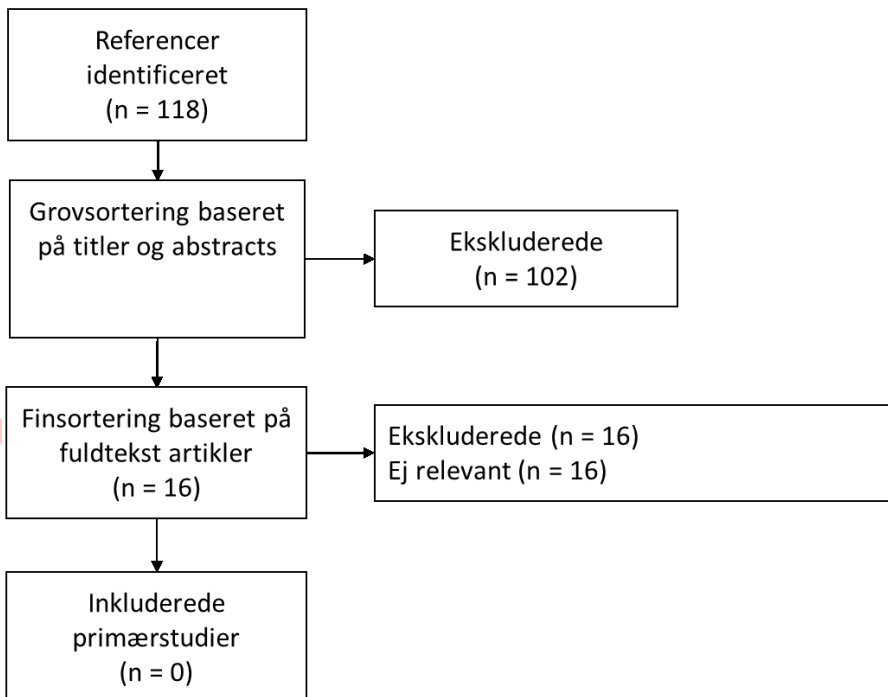 Referencer
identificeret
(n = 118)
Grovsortering baseret
på titler og abstracts
Ekskluderede
(n = 102)
Finsortering baseret på
fuldtekst artikler
(n = 16)
Ekskluderede (n = 16)
Ej relevant (n = 16)
Inkluderede
primærstudier
(n = 0)